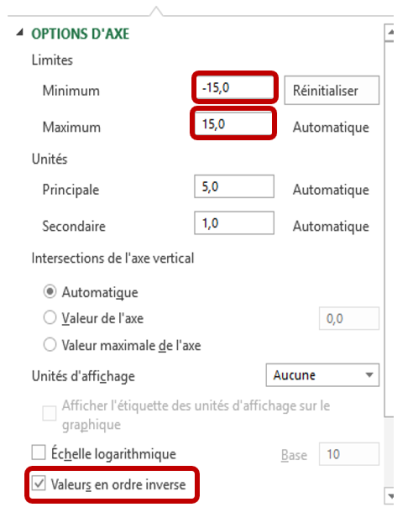 OPTIONS D'AXE
Limites
Minimum -15,0 Réinitialiser
Maximum 15,0 Automatique
Unités
Principale 5,0 Automatique
Secondaire 1,0 Automatique
Intersections de l'axe vertical
Automatique
Valeur de l'axe 0,0
Valeur maximale de l'axe
Unités d'affichage Aucune
Afficher l'étiquette des unités d'affichage sur le
graphique
Échelle logarithmique Base 10
Valeurs en ordre inverse